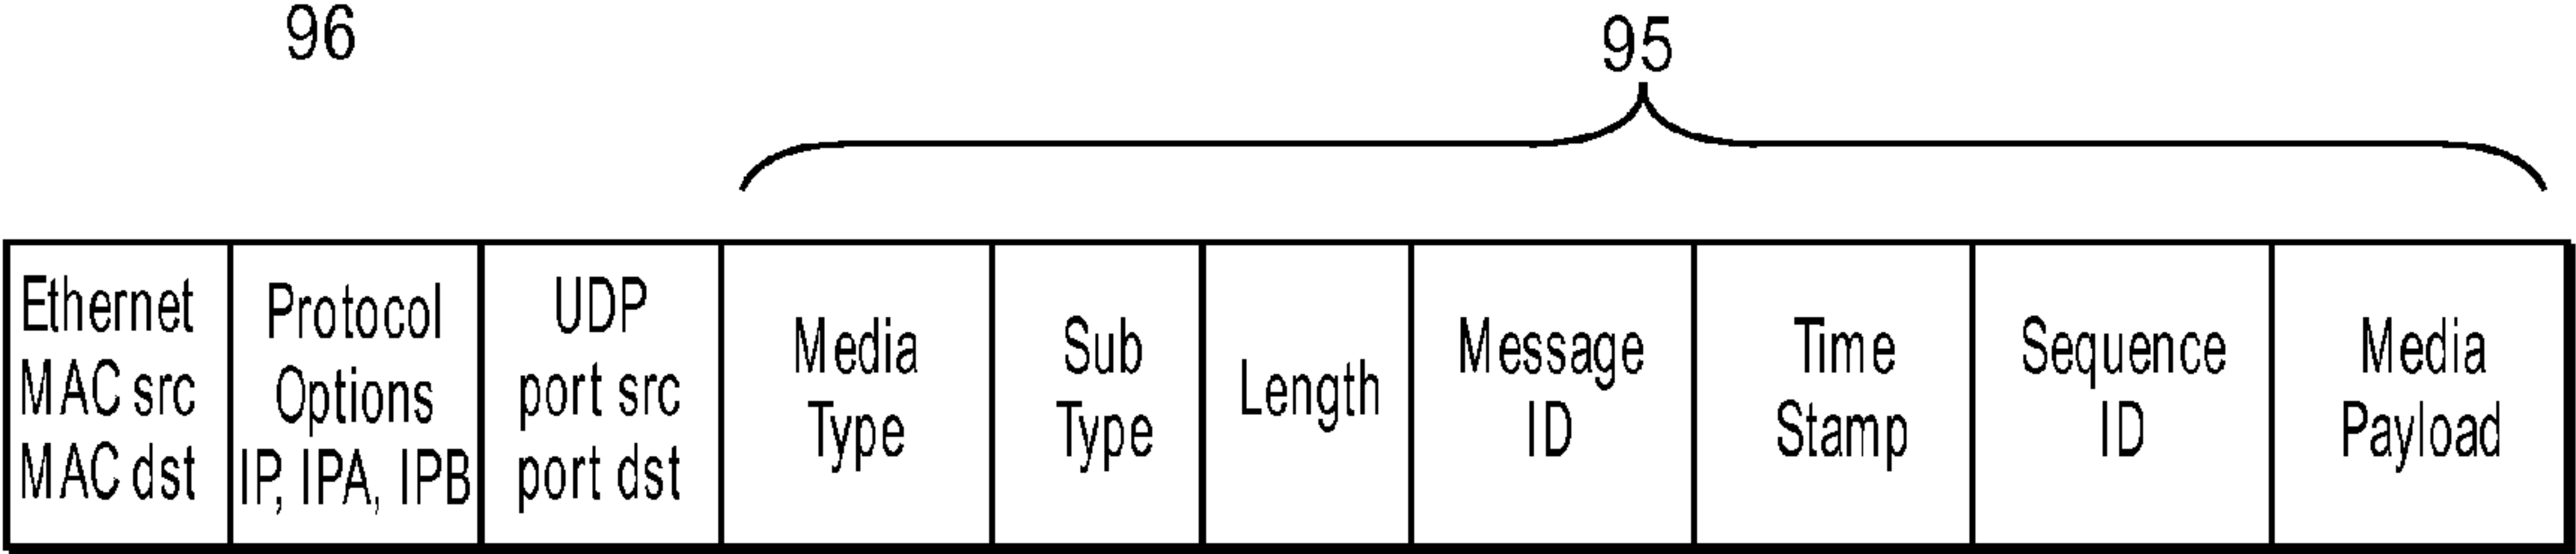 96
95
Ethernet
MAC src
MAC dst
Protocol
Options
IP, IPA, IPB
UDP
port src
port dst
Media
Type
Sub
Type
Length
Message
ID
Time
Stamp
Sequence
ID
Media
Payload